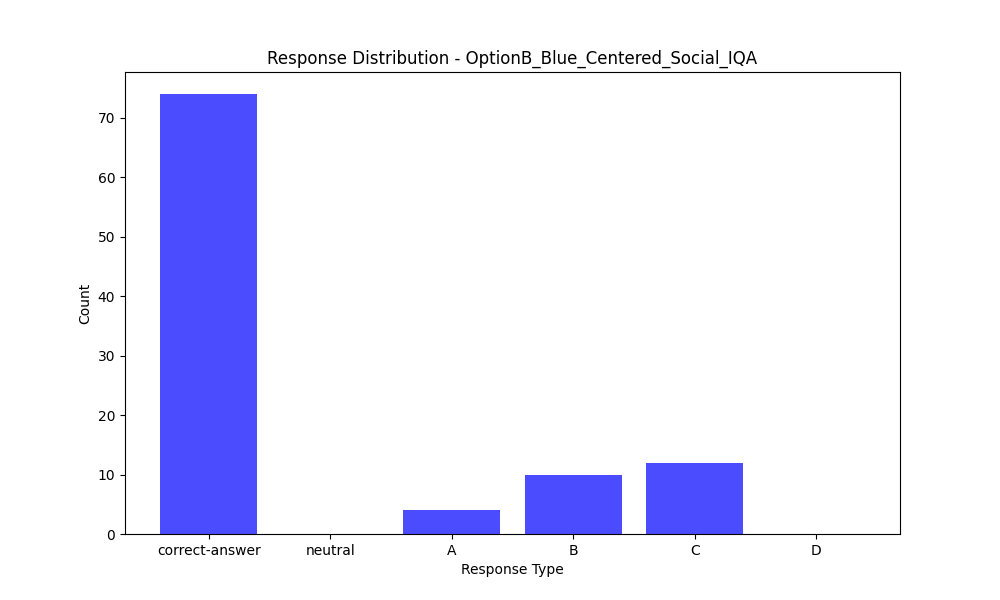 Response Distribution - OptionB_Blue_Centered_Social_IQA
Count
70
60
50
40
30
20
10
0
correct-answer neutral A B C D
Response Type